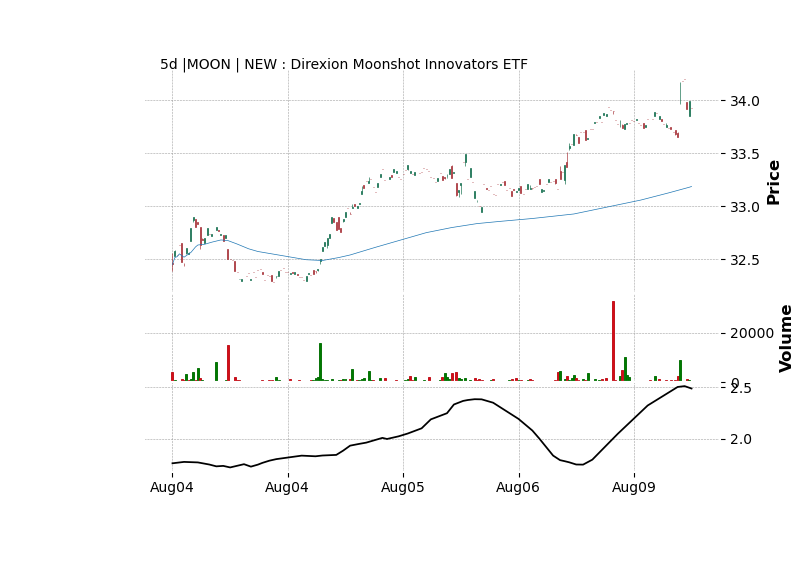 5d |MOON | NEW : Direxion Moonshot Innovators ETF
34.0
33.5
33.0
32.5
Price
20000
0
Volume
2.5
2.0
Aug04
Aug04
Aug05
Aug06
Aug09